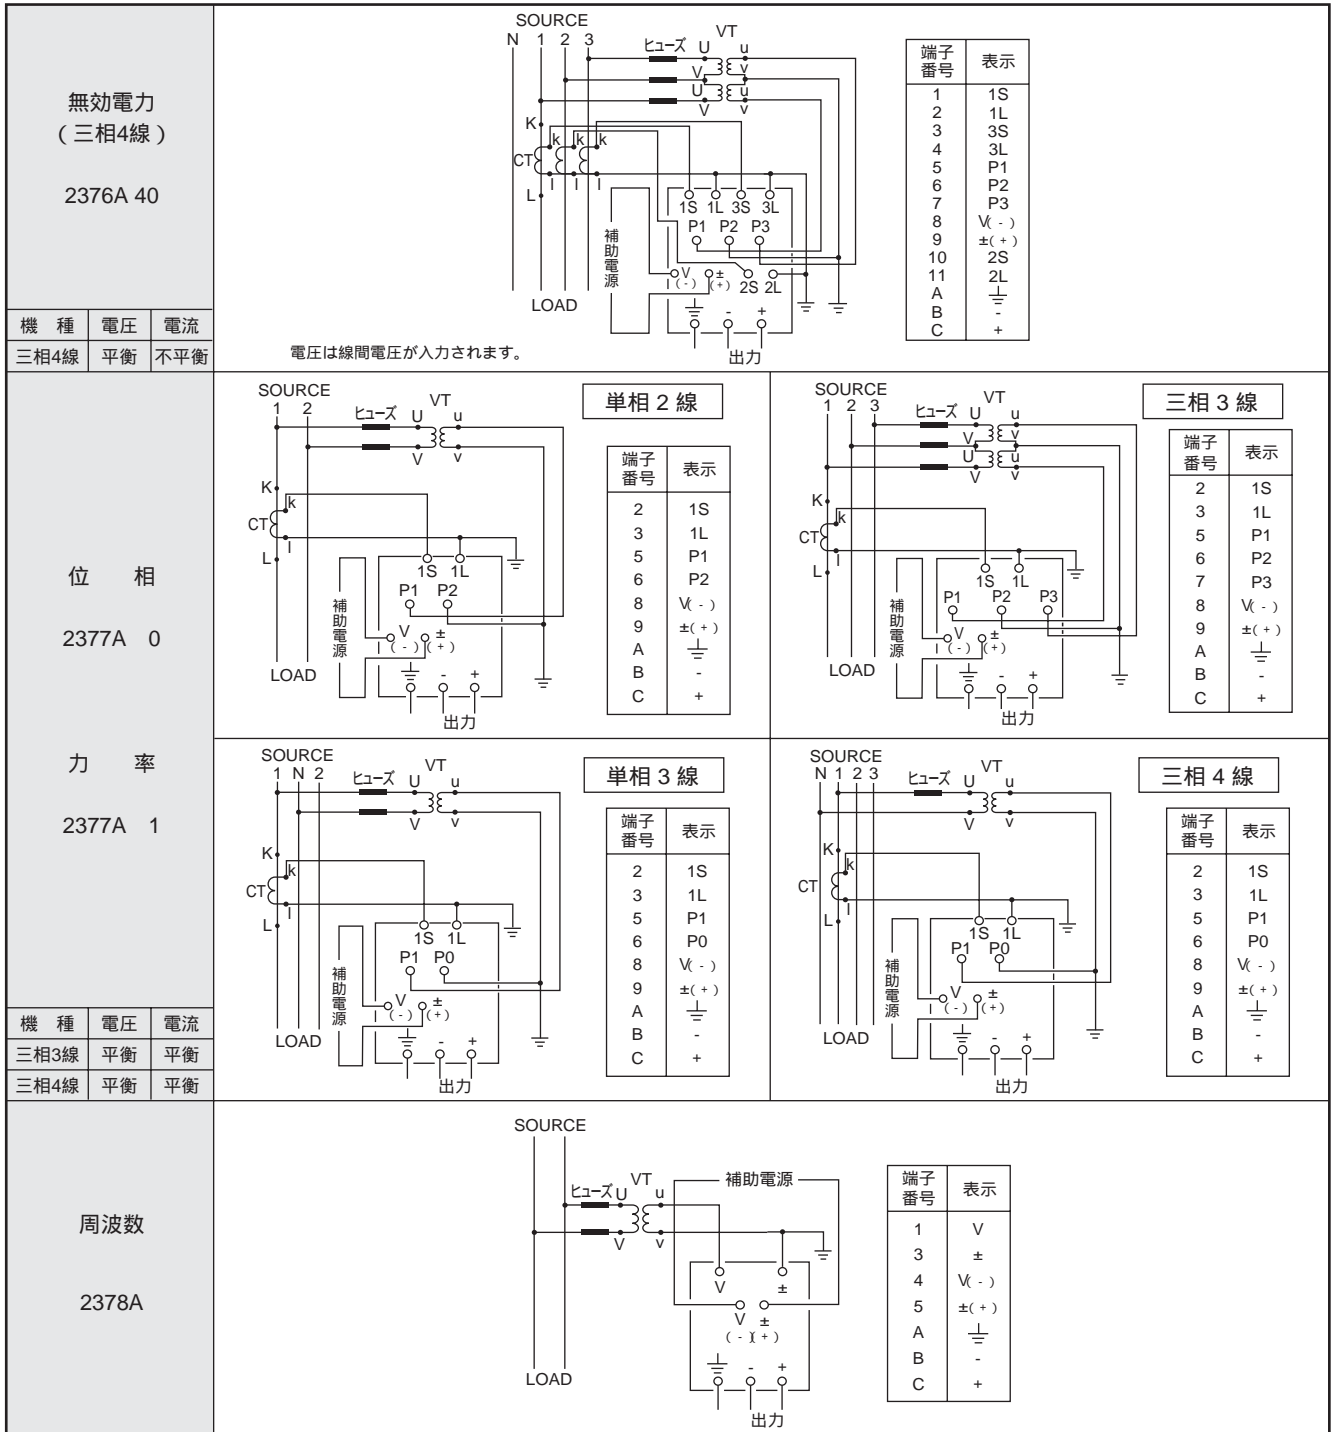 無効電力
(三相4線)
2376A 40
機 種 電圧 電流
三相4線 平衡 不平衡
SOURCE
N 1 2 3
ヒューズ U VT u
V v
U u
V v
K
k k k
CT
l l l
L
1S 1L 3S 3L
P1 P2 P3
補助電源
V ±
(-) (+) 2S 2L
LOAD
- +
出力
電圧は線間電圧が入力されます。
端子番号 表示
1 1S
2 1L
3 3S
4 3L
5 P1
6 P2
7 P3
8 V(-)
9 ±(+)
10 2S
11 2L
A ⏚
B -
C +
位 相
2377A 0
力 率
2377A 1
機 種 電圧 電流
三相3線 平衡 平衡
三相4線 平衡 平衡
単相2線
SOURCE
1 2
ヒューズ U VT u
V v
K
k
CT
l
L
1S 1L
P1 P2
補助電源
V ±
(-) (+)
LOAD
- +
出力
端子番号 表示
2 1S
3 1L
5 P1
6 P2
8 V(-)
9 ±(+)
A ⏚
B -
C +
三相3線
SOURCE
1 2 3
ヒューズ U VT u
V v
U u
V v
K
k
CT
l
L
1S 1L
P1 P2 P3
補助電源
V ±
(-) (+)
LOAD
- +
出力
端子番号 表示
2 1S
3 1L
5 P1
6 P2
7 P3
8 V(-)
9 ±(+)
A ⏚
B -
C +
単相3線
SOURCE
1 N 2
ヒューズ U VT u
V v
K
k
CT
l
L
1S 1L
P1 P0
補助電源
V ±
(-) (+)
LOAD
- +
出力
端子番号 表示
2 1S
3 1L
5 P1
6 P0
8 V(-)
9 ±(+)
A ⏚
B -
C +
三相4線
SOURCE
N 1 2 3
ヒューズ U VT u
V v
K
k
CT
l
L
1S 1L
P1 P0
補助電源
V ±
(-) (+)
LOAD
- +
出力
端子番号 表示
2 1S
3 1L
5 P1
6 P0
8 V(-)
9 ±(+)
A ⏚
B -
C +
周波数
2378A
SOURCE
ヒューズ U VT u
V v
補助電源
V ±
V ±
(-)(+)
LOAD
- +
出力
端子番号 表示
1 V
3 ±
4 V(-)
5 ±(+)
A ⏚
B -
C +